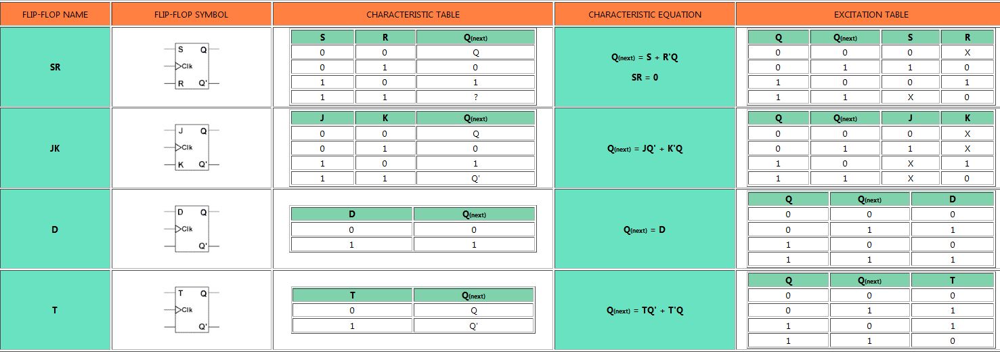 FLIP-FLOP NAME FLIP-FLOP SYMBOL CHARACTERISTIC TABLE CHARACTERISTIC EQUATION EXCITATION TABLE
SR
S Q
Clk
R Q'
S R Q(next)
0 0 Q
0 1 0
1 0 1
1 1 ?
Q(next) = S + R'Q
SR = 0
Q Q(next) S R
0 0 0 X
0 1 1 0
1 0 0 1
1 1 X 0
JK
J Q
Clk
K Q'
J K Q(next)
0 0 Q
0 1 0
1 0 1
1 1 Q'
Q(next) = JQ' + K'Q
Q Q(next) J K
0 0 0 X
0 1 1 X
1 0 X 1
1 1 X 0
D
D Q
Clk
Q'
D Q(next)
0 0
1 1
Q(next) = D
Q Q(next) D
0 0 0
0 1 1
1 0 0
1 1 1
T
T Q
Clk
Q'
T Q(next)
0 Q
1 Q'
Q(next) = TQ' + T'Q
Q Q(next) T
0 0 0
0 1 1
1 0 1
1 1 0